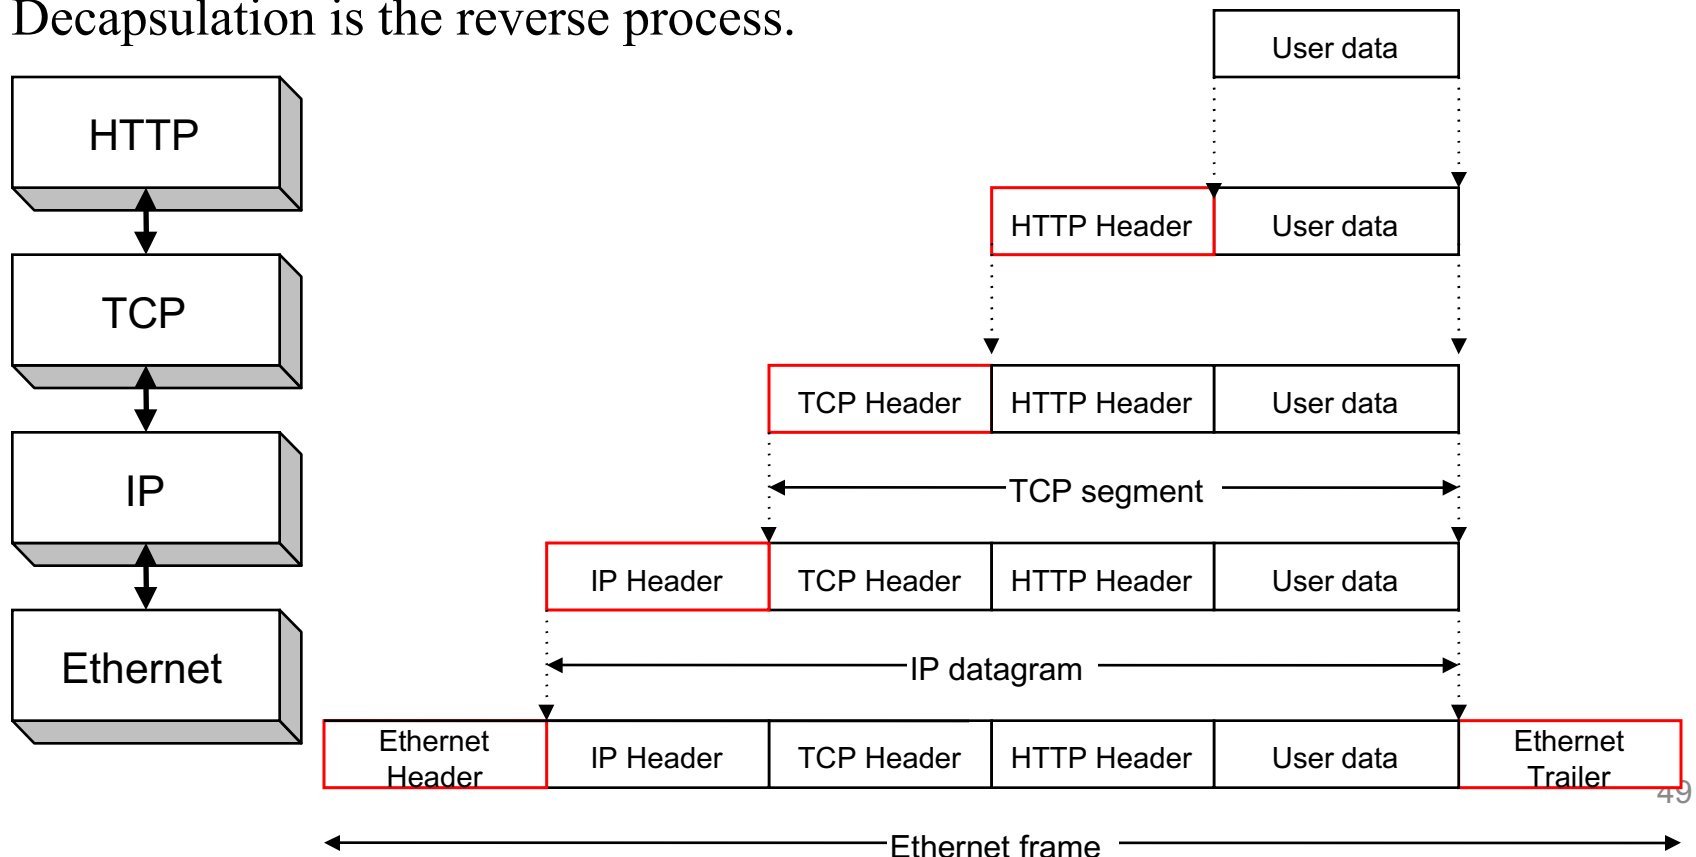 Decapsulation is the reverse process.
User data
HTTP
HTTP Header User data
TCP
TCP Header HTTP Header User data
TCP segment
IP
IP Header TCP Header HTTP Header User data
Ethernet
IP datagram
Ethernet Header IP Header TCP Header HTTP Header User data Ethernet Trailer
49
Ethernet frame